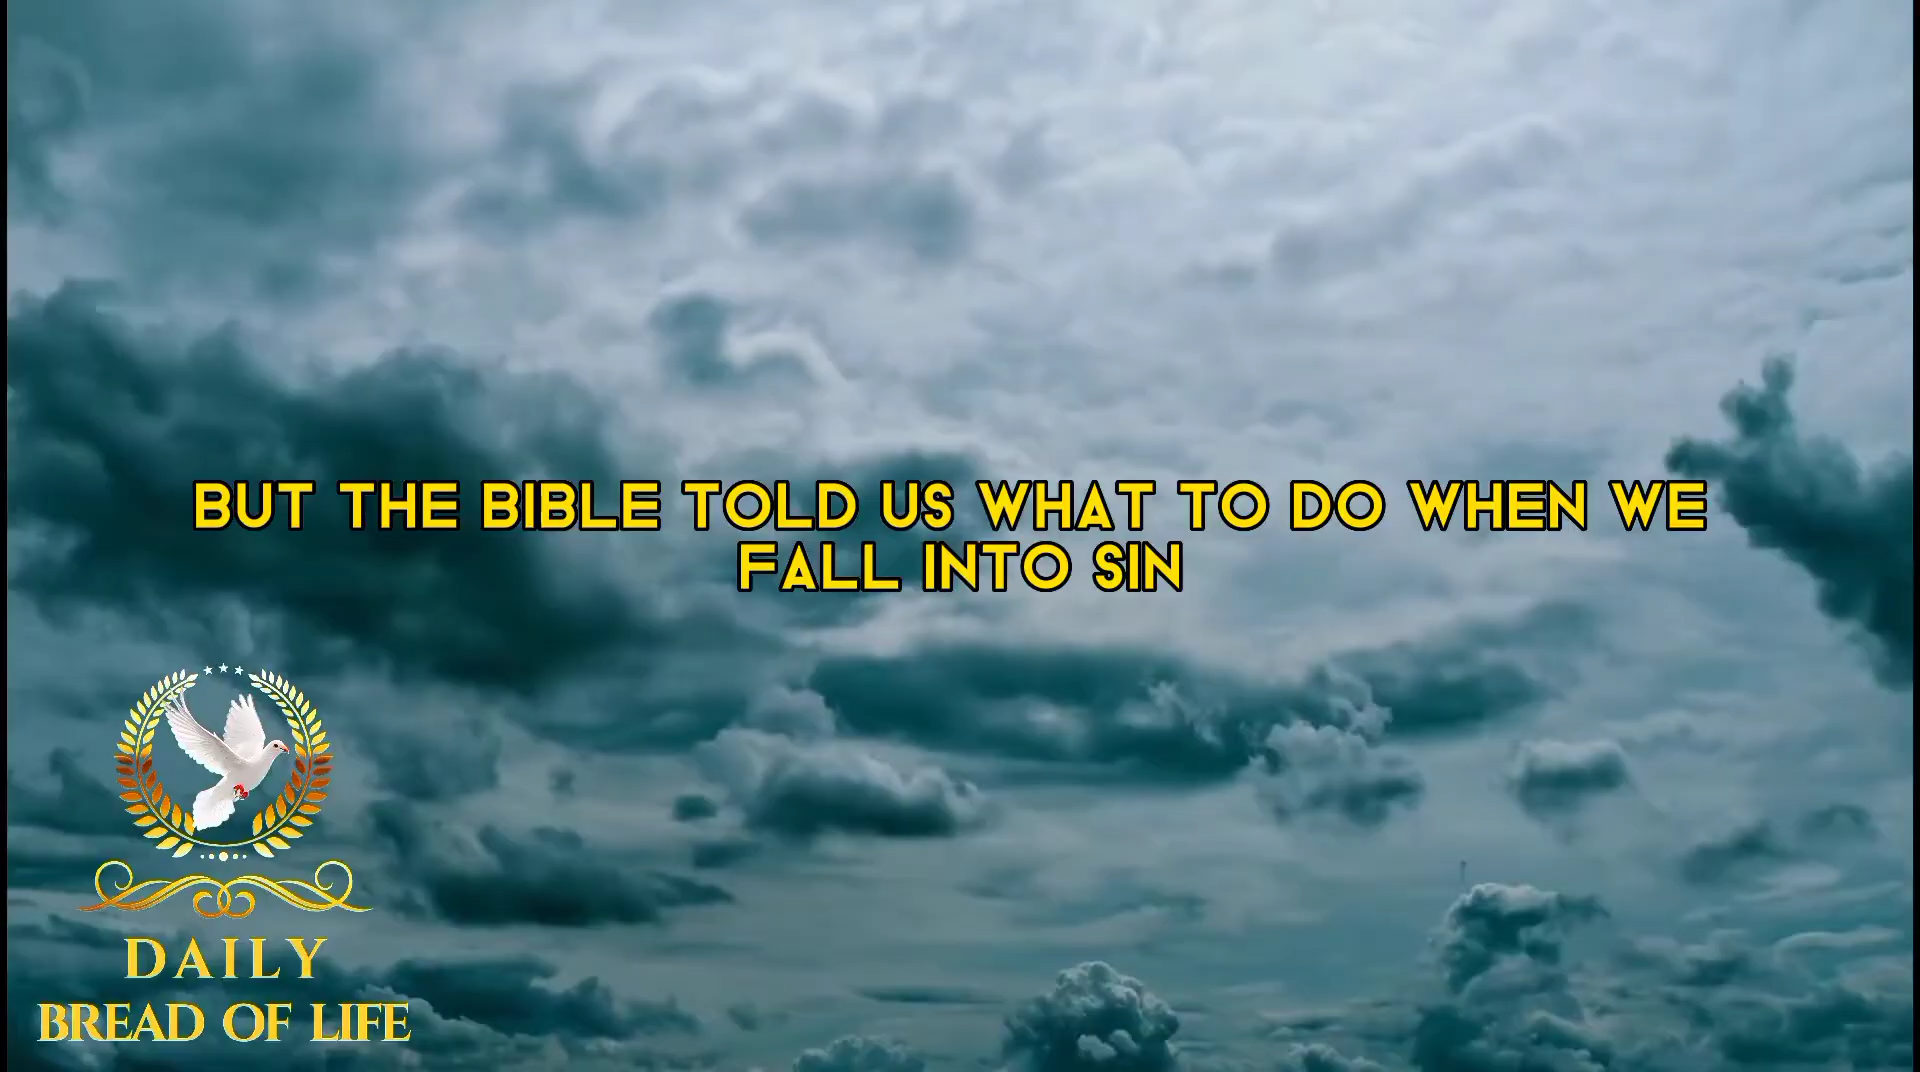 BUT THE BIBLE TOLD US WHAT TO DO WHEN WE
FALL INTO SIN
DAILY
BREAD OF LIFE